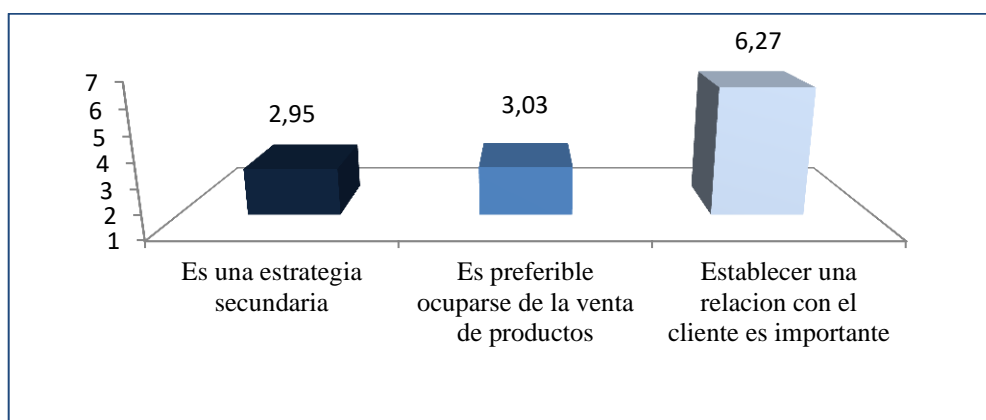 6,27
7
6
5
4
3
2
1
2,95
3,03
Es una estrategia
secundaria
Es preferible
ocuparse de la venta
de productos
Establecer una
relacion con el
cliente es importante